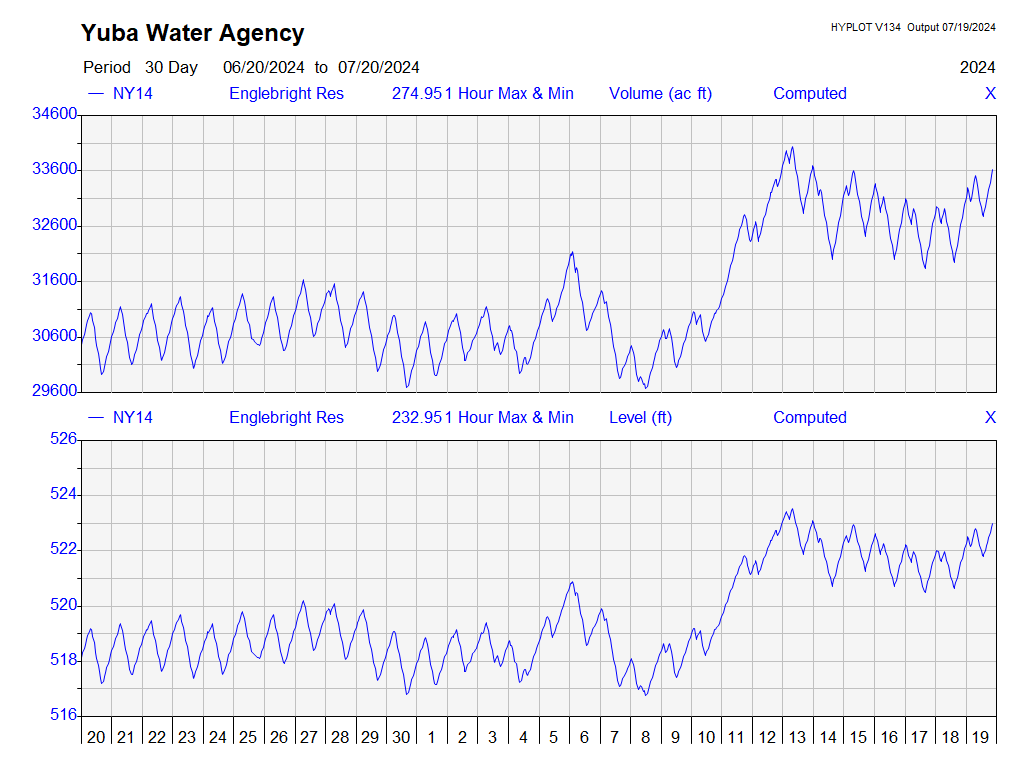 Yuba Water Agency
HYPLOT V134 Output 07/19/2024
Period 30 Day 06/20/2024 to 07/20/2024 2024
— NY14 Englebright Res 274.951 Hour Max & Min Volume (ac ft) Computed X
34600
33600
32600
31600
30600
29600
— NY14 Englebright Res 232.951 Hour Max & Min Level (ft) Computed X
526
524
522
520
518
516
20 21 22 23 24 25 26 27 28 29 30 1 2 3 4 5 6 7 8 9 10 11 12 13 14 15 16 17 18 19